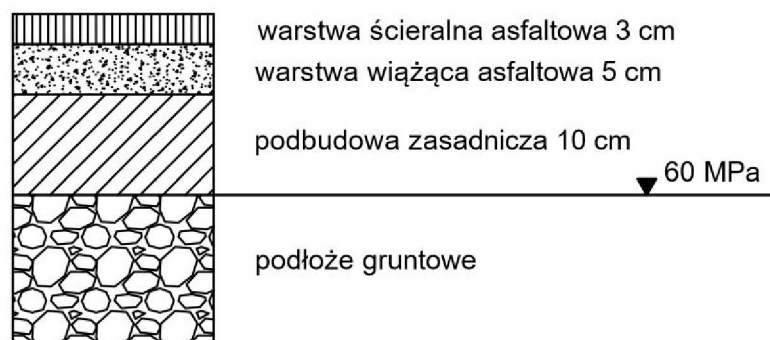 warstwa ścieralna asfaltowa 3 cm
warstwa wiążąca asfaltowa 5 cm
podbudowa zasadnicza 10 cm
60 MPa
podłoże gruntowe